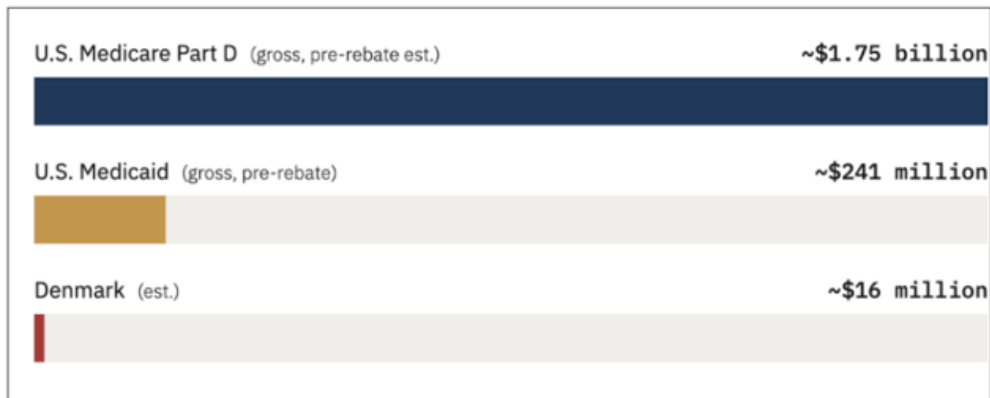 U.S. Medicare Part D (gross, pre-rebate est.) ~$1.75 billion
U.S. Medicaid (gross, pre-rebate) ~$241 million
Denmark (est.) ~$16 million